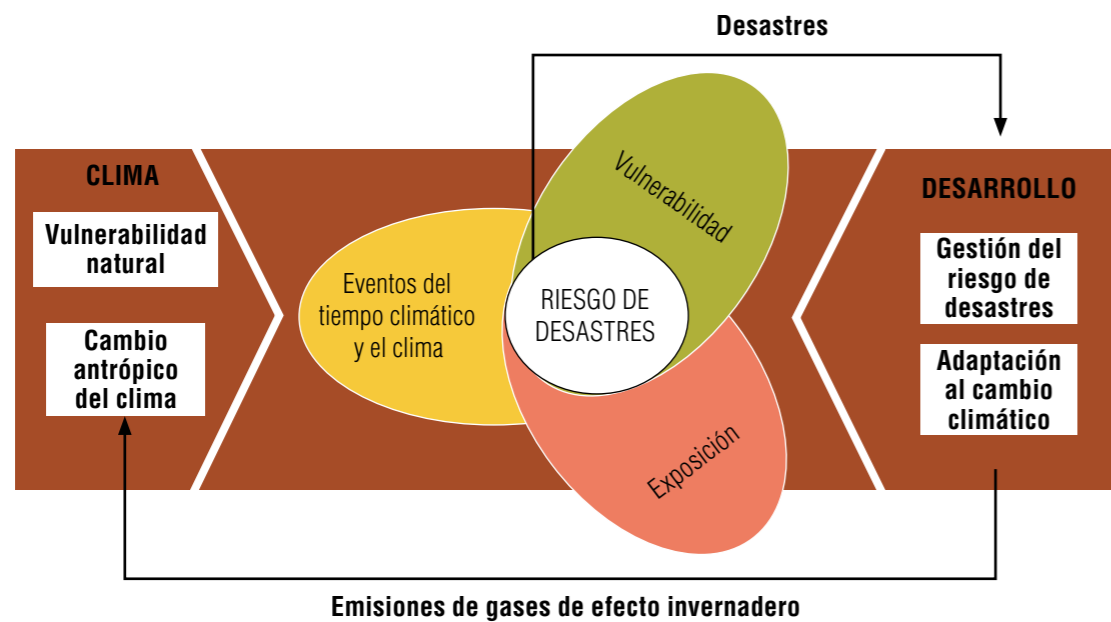 Desastres
CLIMA
Vulnerabilidad
natural
Cambio
antrópico
del clima
Eventos del
tiempo climático
y el clima
Vulnerabilidad
RIESGO DE
DESASTRES
Exposición
DESARROLLO
Gestión del
riesgo de
desastres
Adaptación
al cambio
climático
Emisiones de gases de efecto invernadero